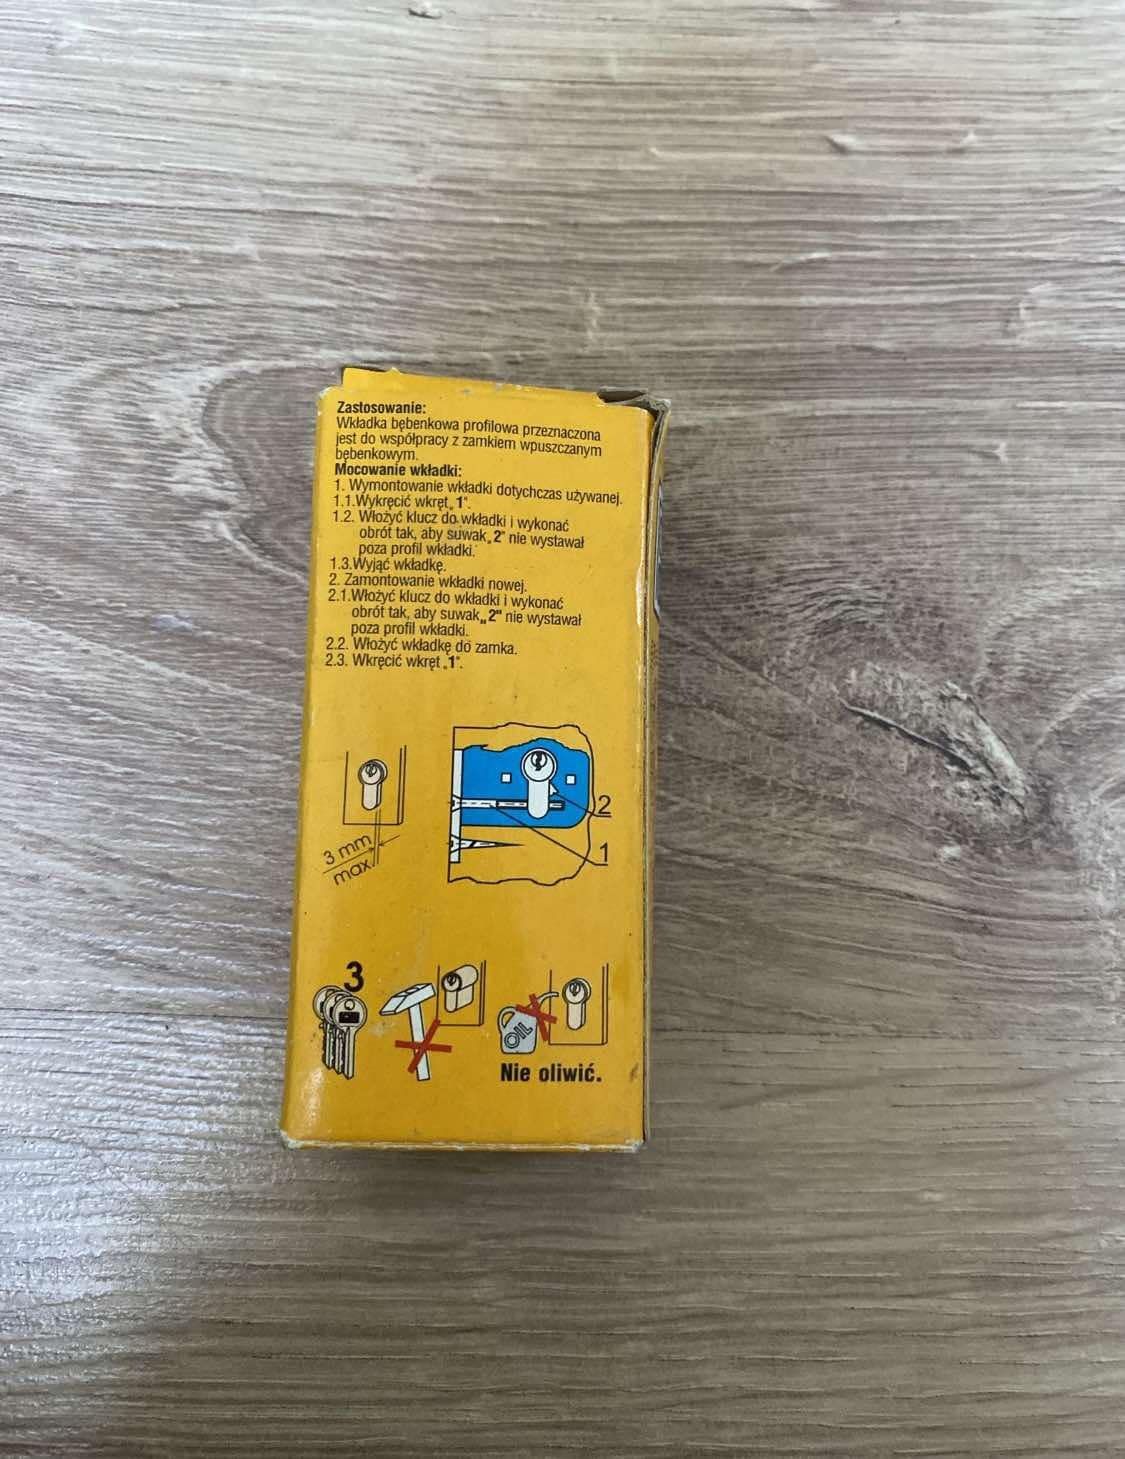 Zastosowanie:
Wkładka bębenkowa profilowa przeznaczona
jest do współpracy z zamkiem wpuszczanym
bębenkowym.
Mocowanie wkładki:
1. Wymontowanie wkładki dotychczas używanej.
1.1.Wykręcić wkręt „1".
1.2. Włożyć klucz do wkładki i wykonać
obrót tak, aby suwak „2" nie wystawał
poza profil wkładki.
1.3.Wyjąć wkładkę.
2. Zamontowanie wkładki nowej.
2.1.Włożyć klucz do wkładki i wykonać
obrót tak, aby suwak „2" nie wystawał
poza profil wkładki.
2.2. Włożyć wkładkę do zamka.
2.3. Wkręcić wkręt „1".
2
1
3 mm
max.
3
OIL
Nie oliwić.